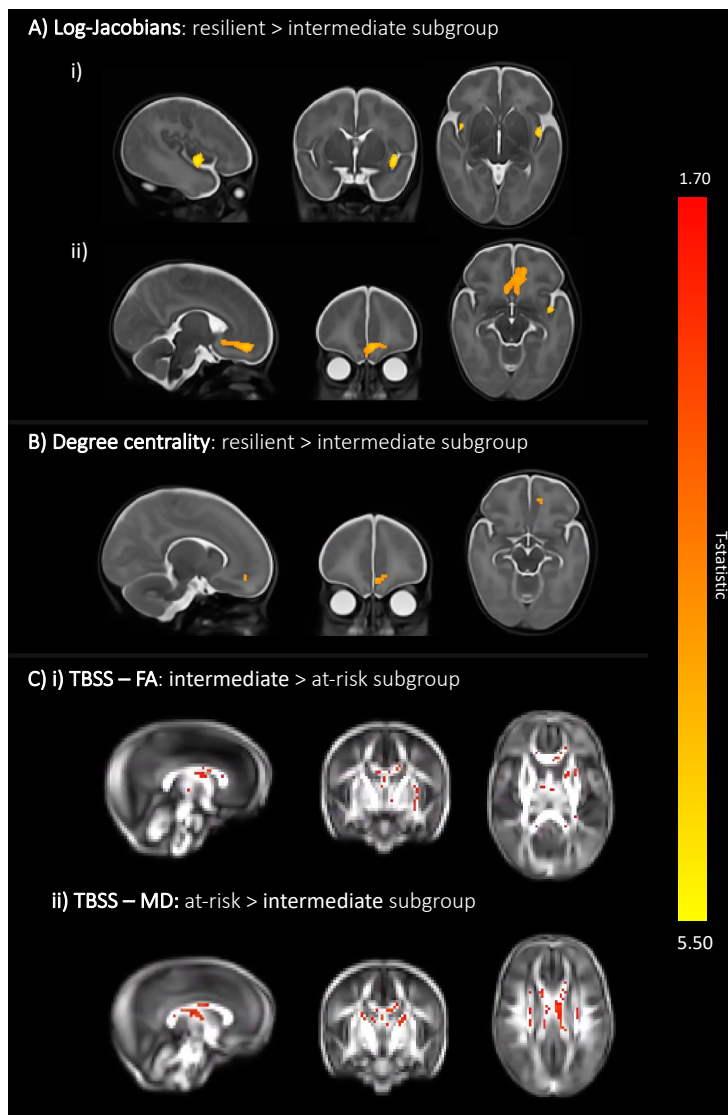 A) Log-Jacobians: resilient > intermediate subgroup
i)
1.70
ii)
B) Degree centrality: resilient > intermediate subgroup
T-statistic
C) i) TBSS – FA: intermediate > at-risk subgroup
ii) TBSS – MD: at-risk > intermediate subgroup
5.50